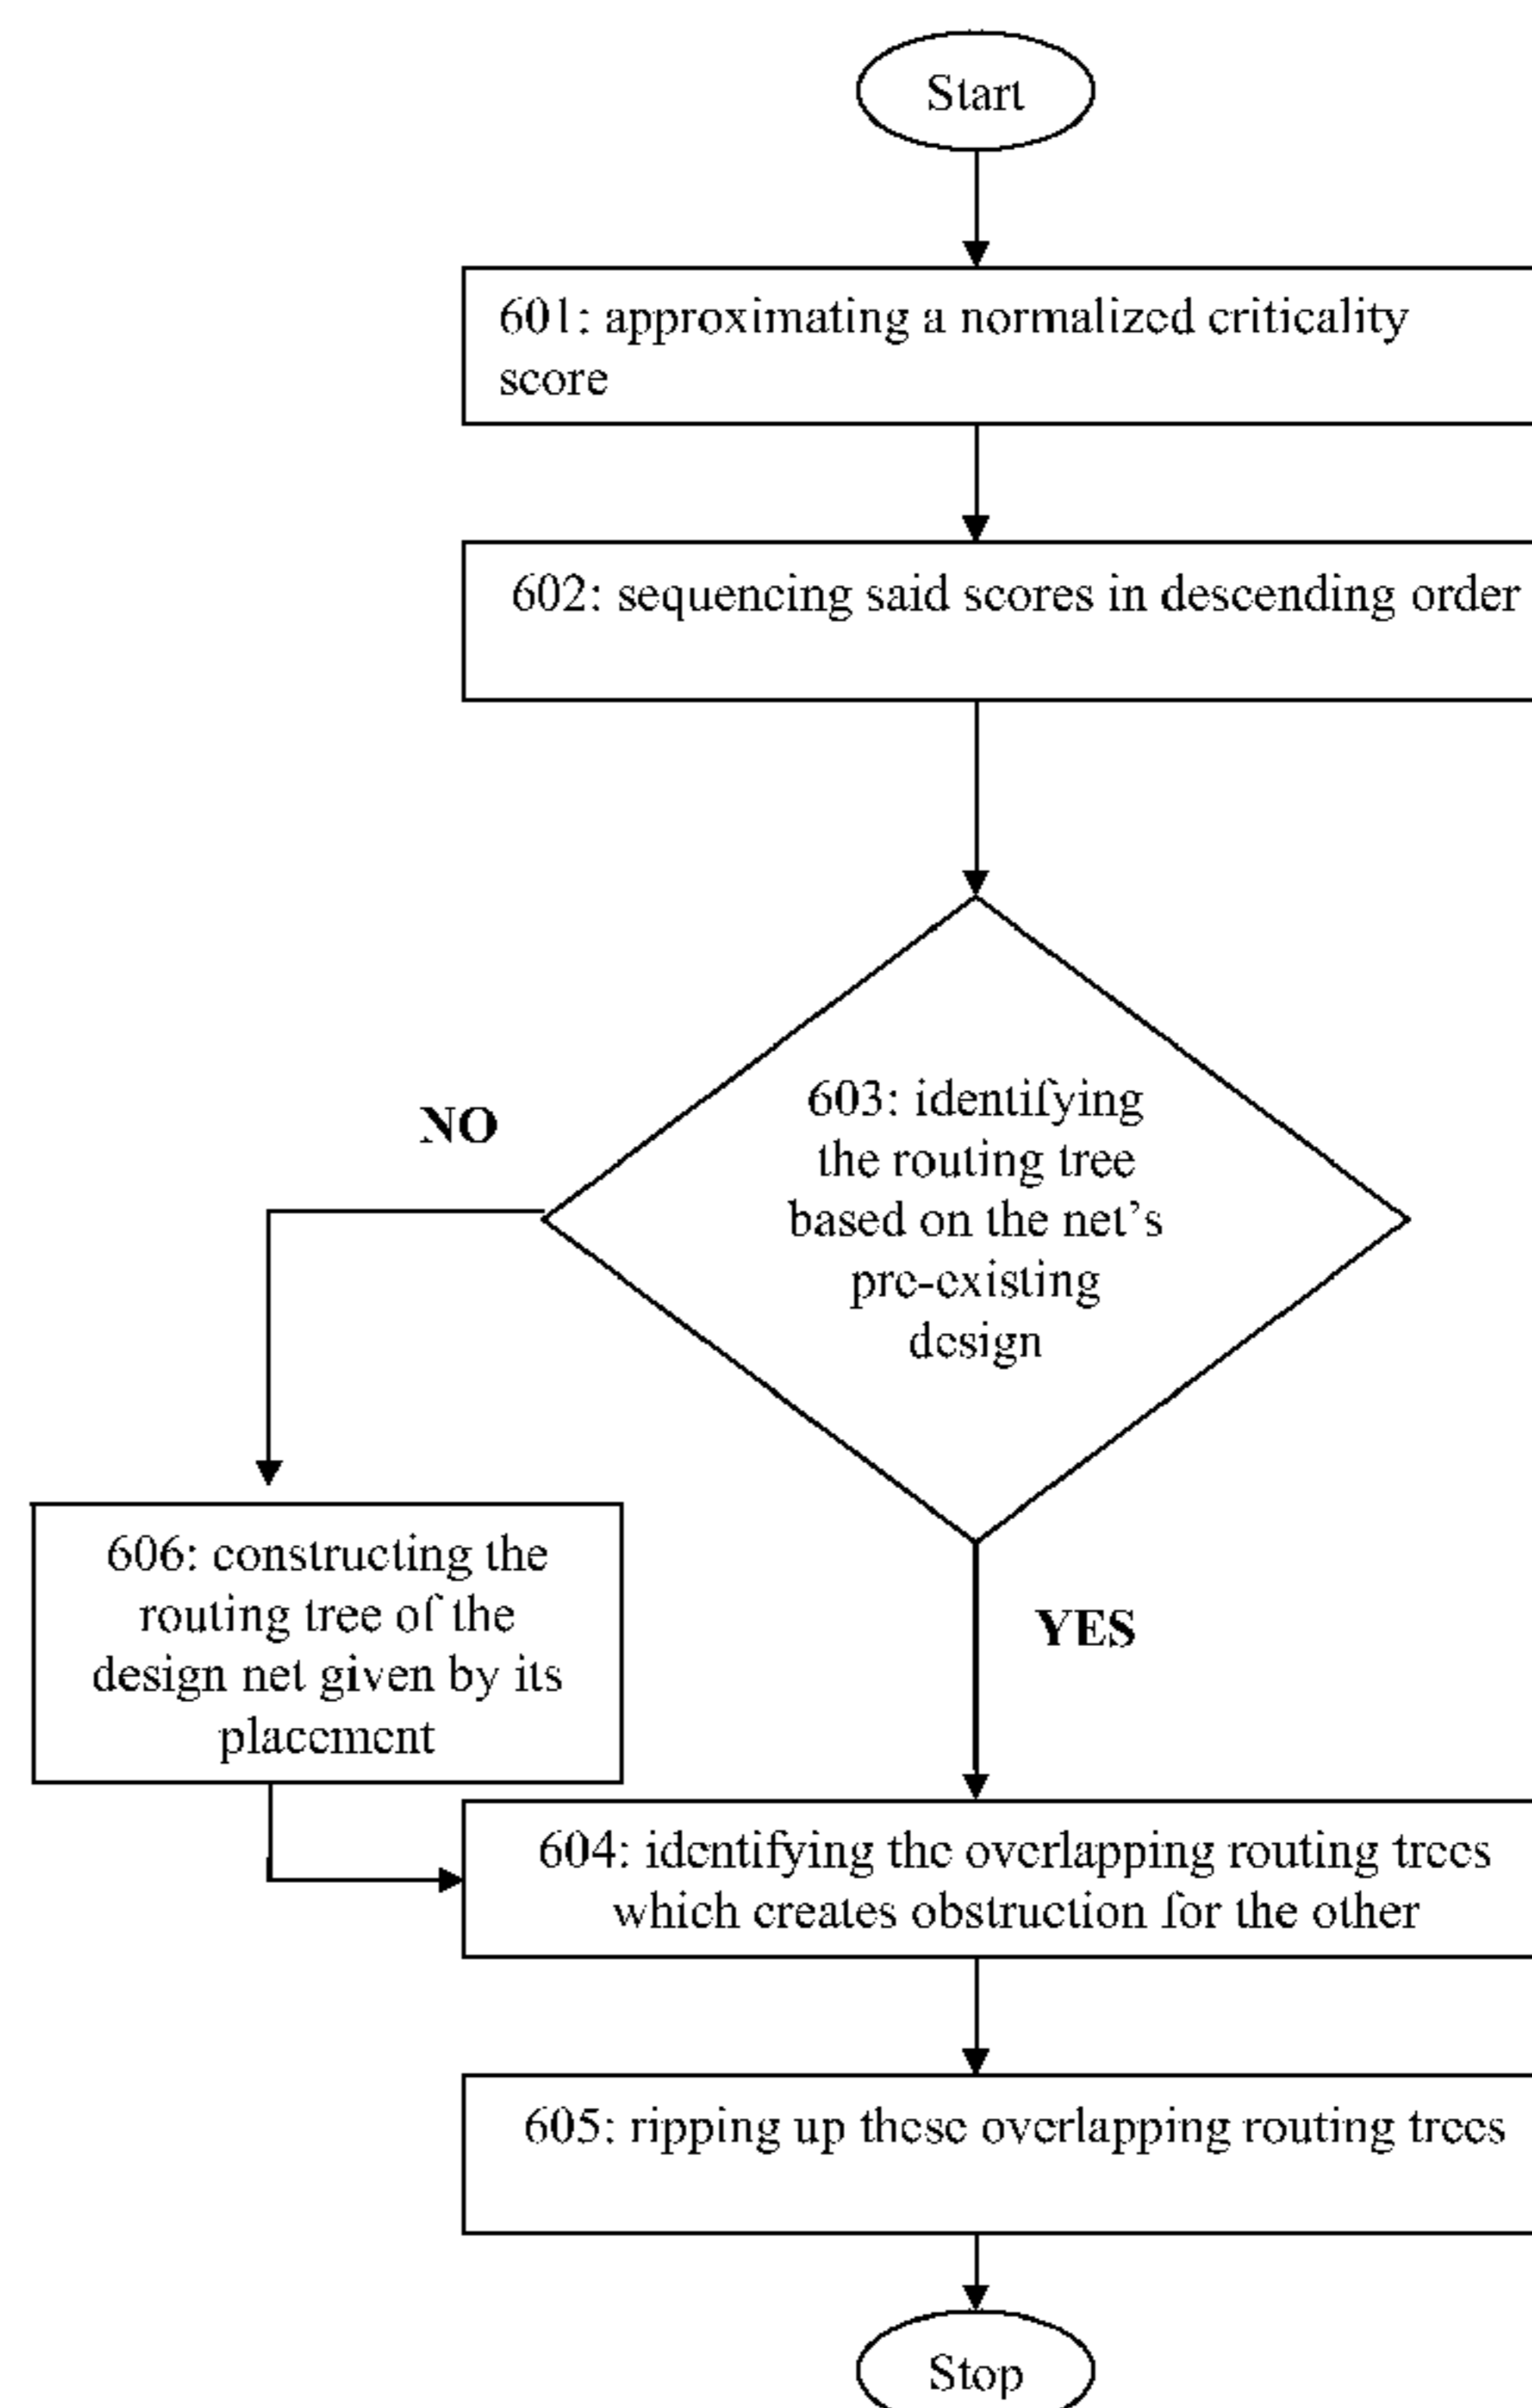 Start
601: approximating a normalized criticality
score
602: sequencing said scores in descending order
603: identifying
the routing tree
based on the net's
pre-existing
design
NO
606: constructing the
routing tree of the
design net given by its
placement
YES
604: identifying the overlapping routing trees
which creates obstruction for the other
605: ripping up these overlapping routing trees
Stop